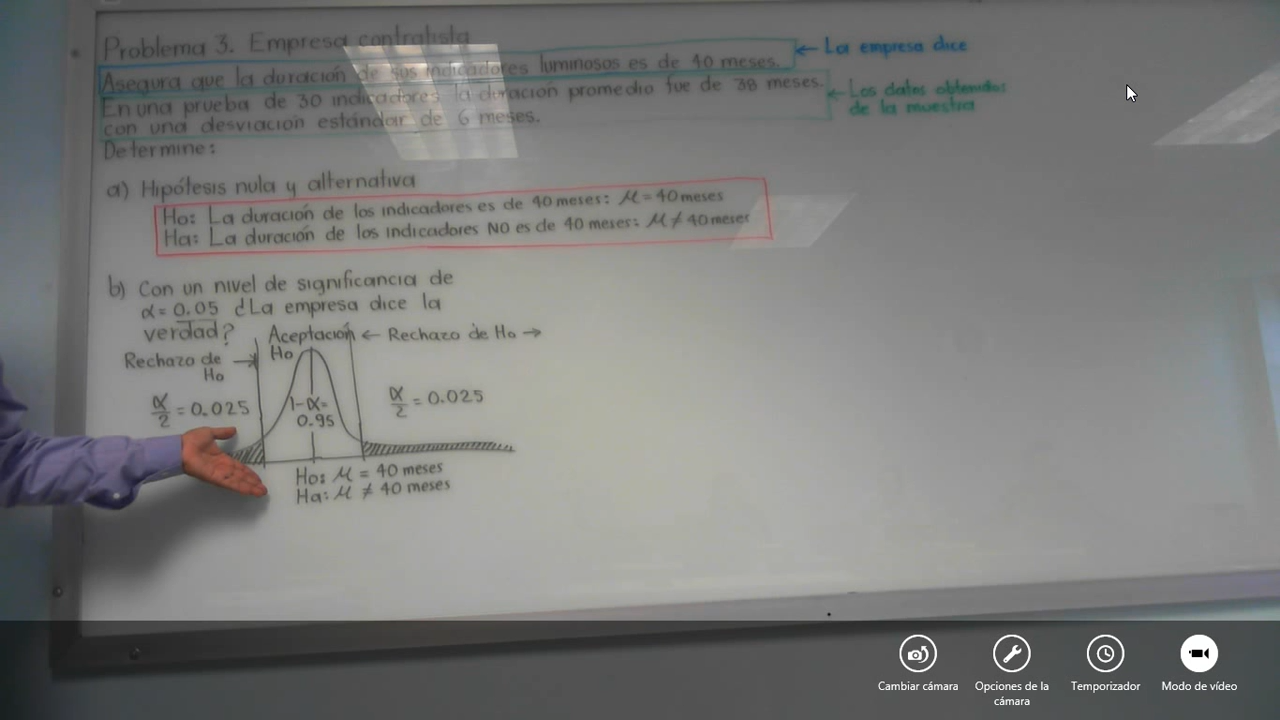 Problema 3. Empresa contratista
Asegura que la duración de sus indicadores luminosos es de 40 meses.
← La empresa dice
En una prueba de 30 indicadores, la duración promedio fue de 38 meses.
con una desviación estándar de 6 meses.
← Los datos obtenidos
de la muestra
Determine:
a) Hipótesis nula y alternativa
Ho: La duración de los indicadores es de 40 meses: μ = 40 meses
Ha: La duración de los indicadores NO es de 40 meses: μ ≠ 40 meses
b) Con un nivel de significancia de
α = 0.05 ¿La empresa dice la
verdad?
Aceptación
Ho
← Rechazo de Ho →
Rechazo de →
Ho
α/2 = 0.025
1-α=
0.95
α/2 = 0.025
Ho: μ = 40 meses
Ha: μ ≠ 40 meses
Cambiar cámara
Opciones de la
cámara
Temporizador
Modo de vídeo